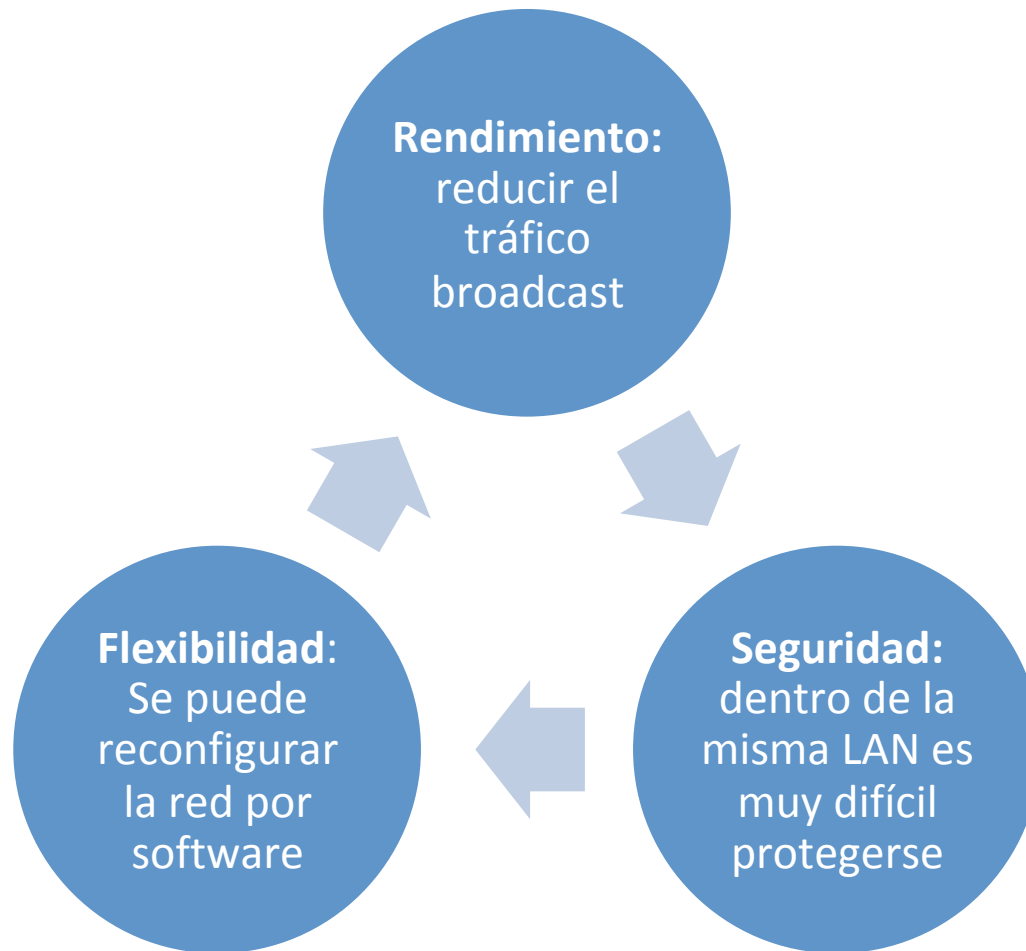 Rendimiento:
reducir el
tráfico
broadcast
Flexibilidad:
Se puede
reconfigurar
la red por
software
Seguridad:
dentro de la
misma LAN es
muy difícil
protegerse